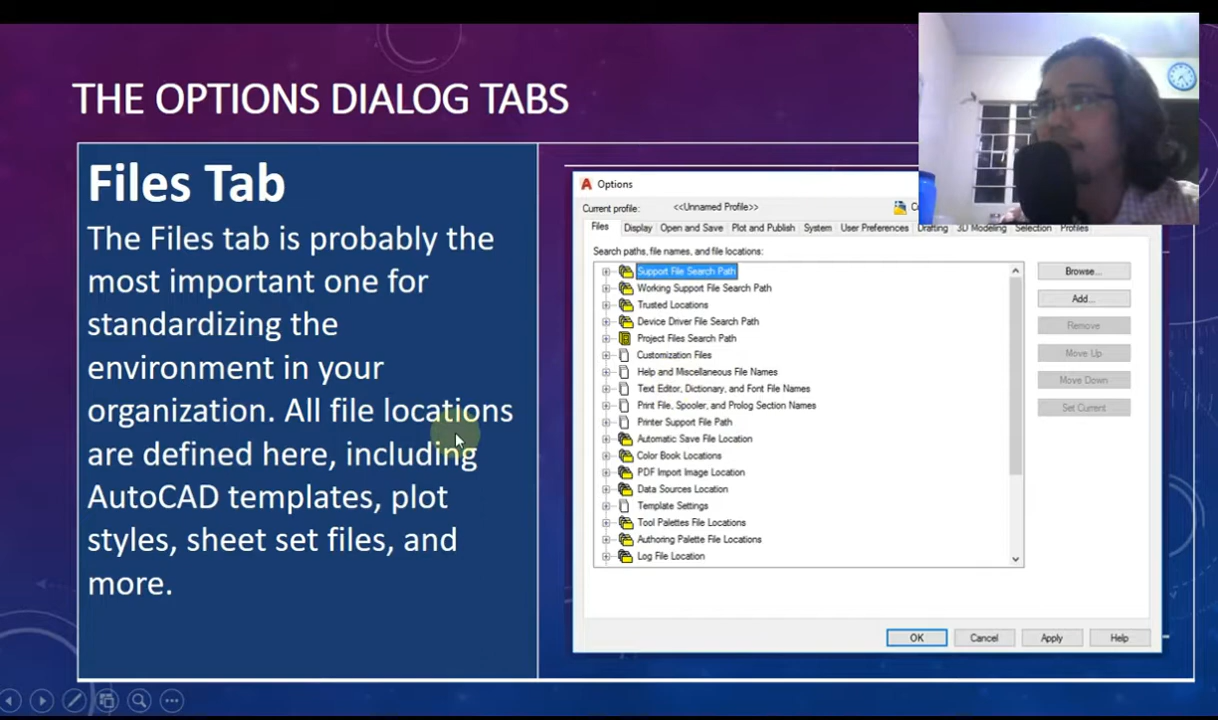 THE OPTIONS DIALOG TABS
Files Tab
The Files tab is probably the
most important one for
standardizing the
environment in your
organization. All file locations
are defined here, including
AutoCAD templates, plot
styles, sheet set files, and
more.
Options
Current profile: <<Unnamed Profile>>
Files Display Open and Save Plot and Publish System User Preferences Drafting 3D Modeling Selection Profiles
Search paths, file names, and file locations:
Support File Search Path
Working Support File Search Path
Trusted Locations
Device Driver File Search Path
Project Files Search Path
Customization Files
Help and Miscellaneous File Names
Text Editor, Dictionary, and Font File Names
Print File, Spooler, and Prolog Section Names
Printer Support File Path
Automatic Save File Location
Color Book Locations
PDF Import Image Location
Data Sources Location
Template Settings
Tool Palettes File Locations
Authoring Palette File Locations
Log File Location
Browse...
Add...
Remove
Move Up
Move Down
Set Current
OK Cancel Apply Help